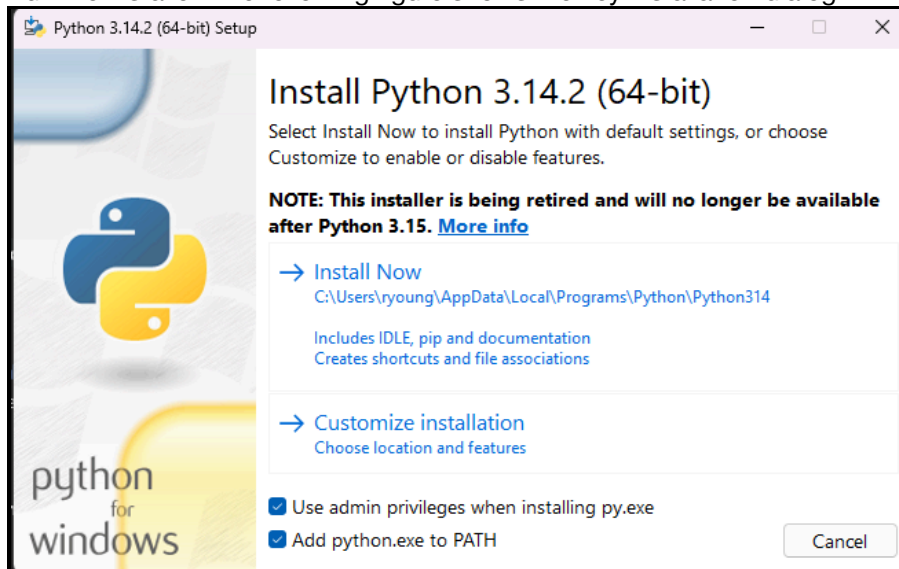 Python 3.14.2 (64-bit) Setup
Install Python 3.14.2 (64-bit)
Select Install Now to install Python with default settings, or choose
Customize to enable or disable features.
NOTE: This installer is being retired and will no longer be available
after Python 3.15. More info
Install Now
C:\Users\ryoung\AppData\Local\Programs\Python\Python314
Includes IDLE, pip and documentation
Creates shortcuts and file associations
Customize installation
Choose location and features
Use admin privileges when installing py.exe
Add python.exe to PATH
Cancel
python
for
windows